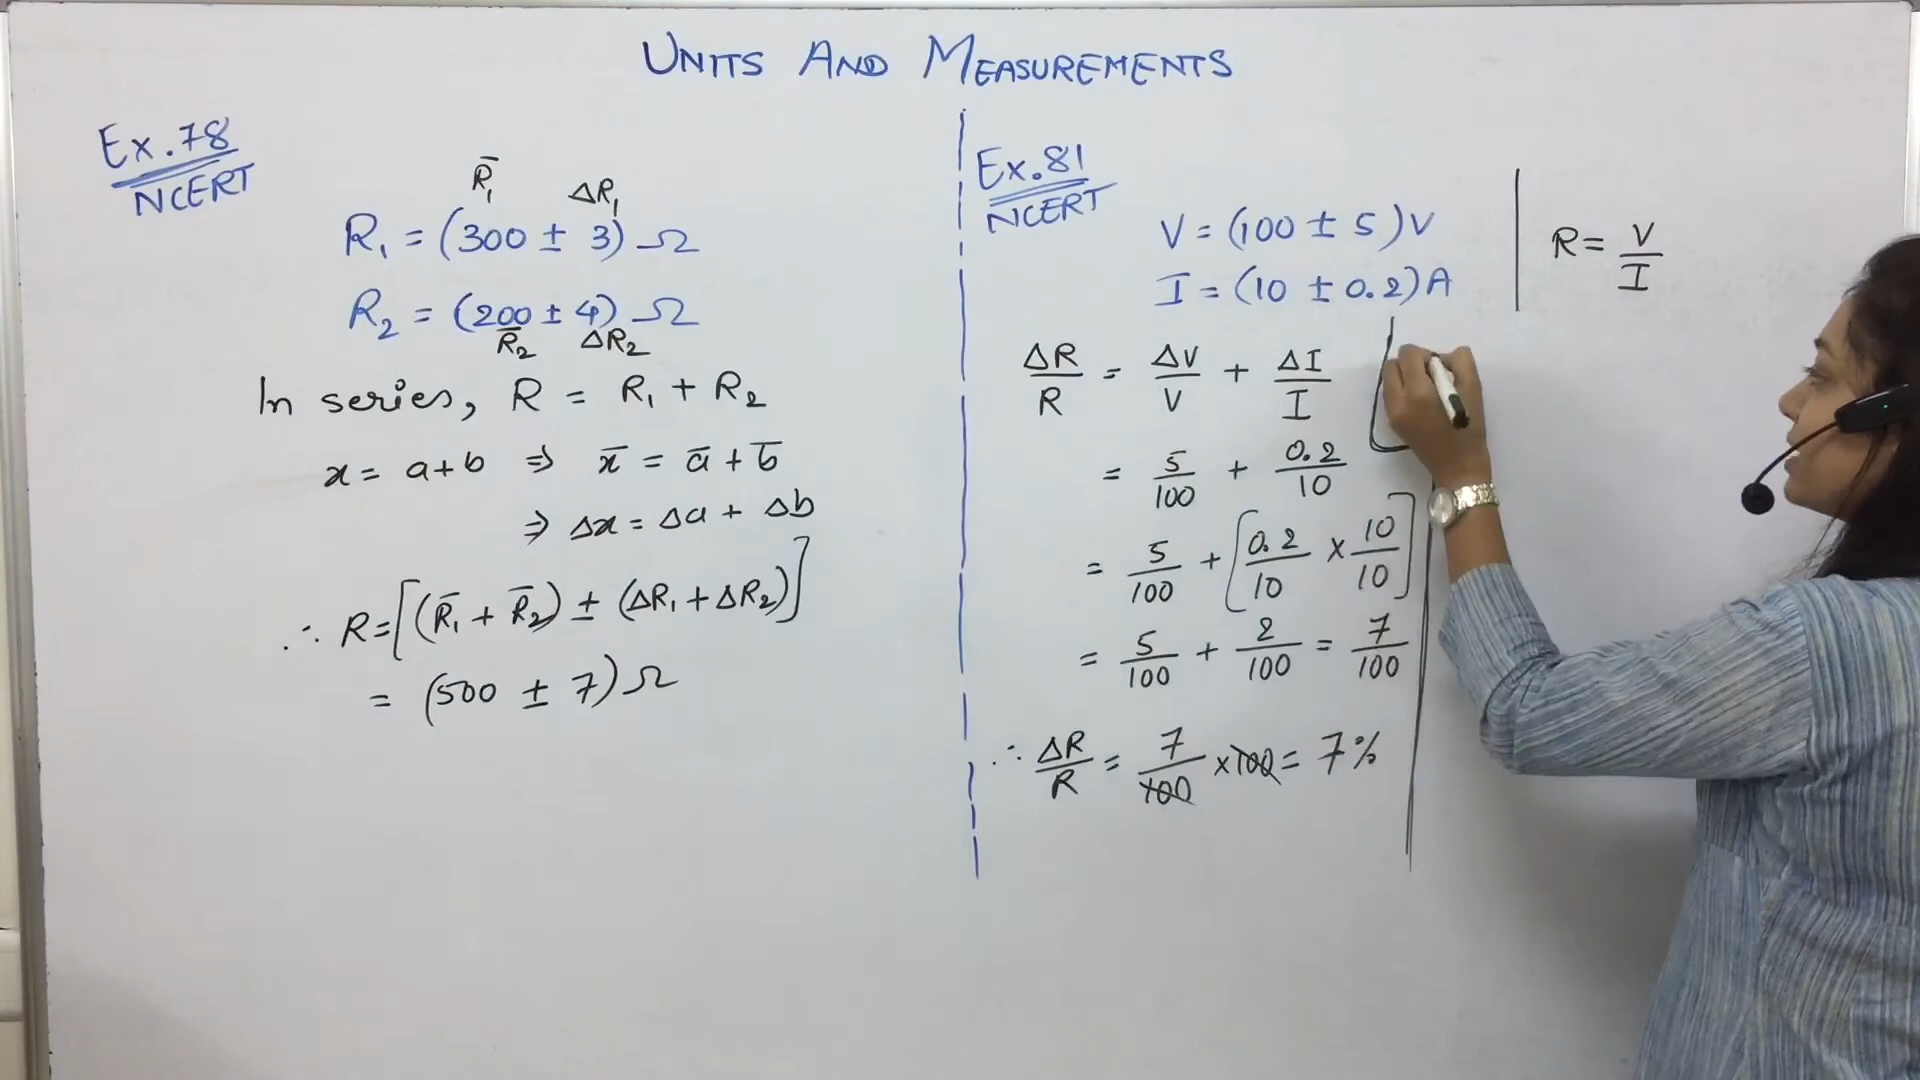 UNITS AND MEASUREMENTS
Ex.78
NCERT
R̅₁ ΔR₁
R₁ = (300 ± 3) Ω
R₂ = (200 ± 4) Ω
R̅₂ ΔR₂
In series, R = R₁ + R₂
x = a+b ⇒ x̅ = a̅ + b̅
⇒ Δx = Δa + Δb
∴ R = [(R̅₁ + R̅₂) ± (ΔR₁ + ΔR₂)]
= (500 ± 7) Ω
Ex.81
NCERT
V = (100 ± 5) V
I = (10 ± 0.2) A
R = V/I
ΔR/R = ΔV/V + ΔI/I
= 5/100 + 0.2/10
= 5/100 + [0.2/10 × 10/10]
= 5/100 + 2/100 = 7/100
∴ ΔR/R = 7/100 × 100 = 7%